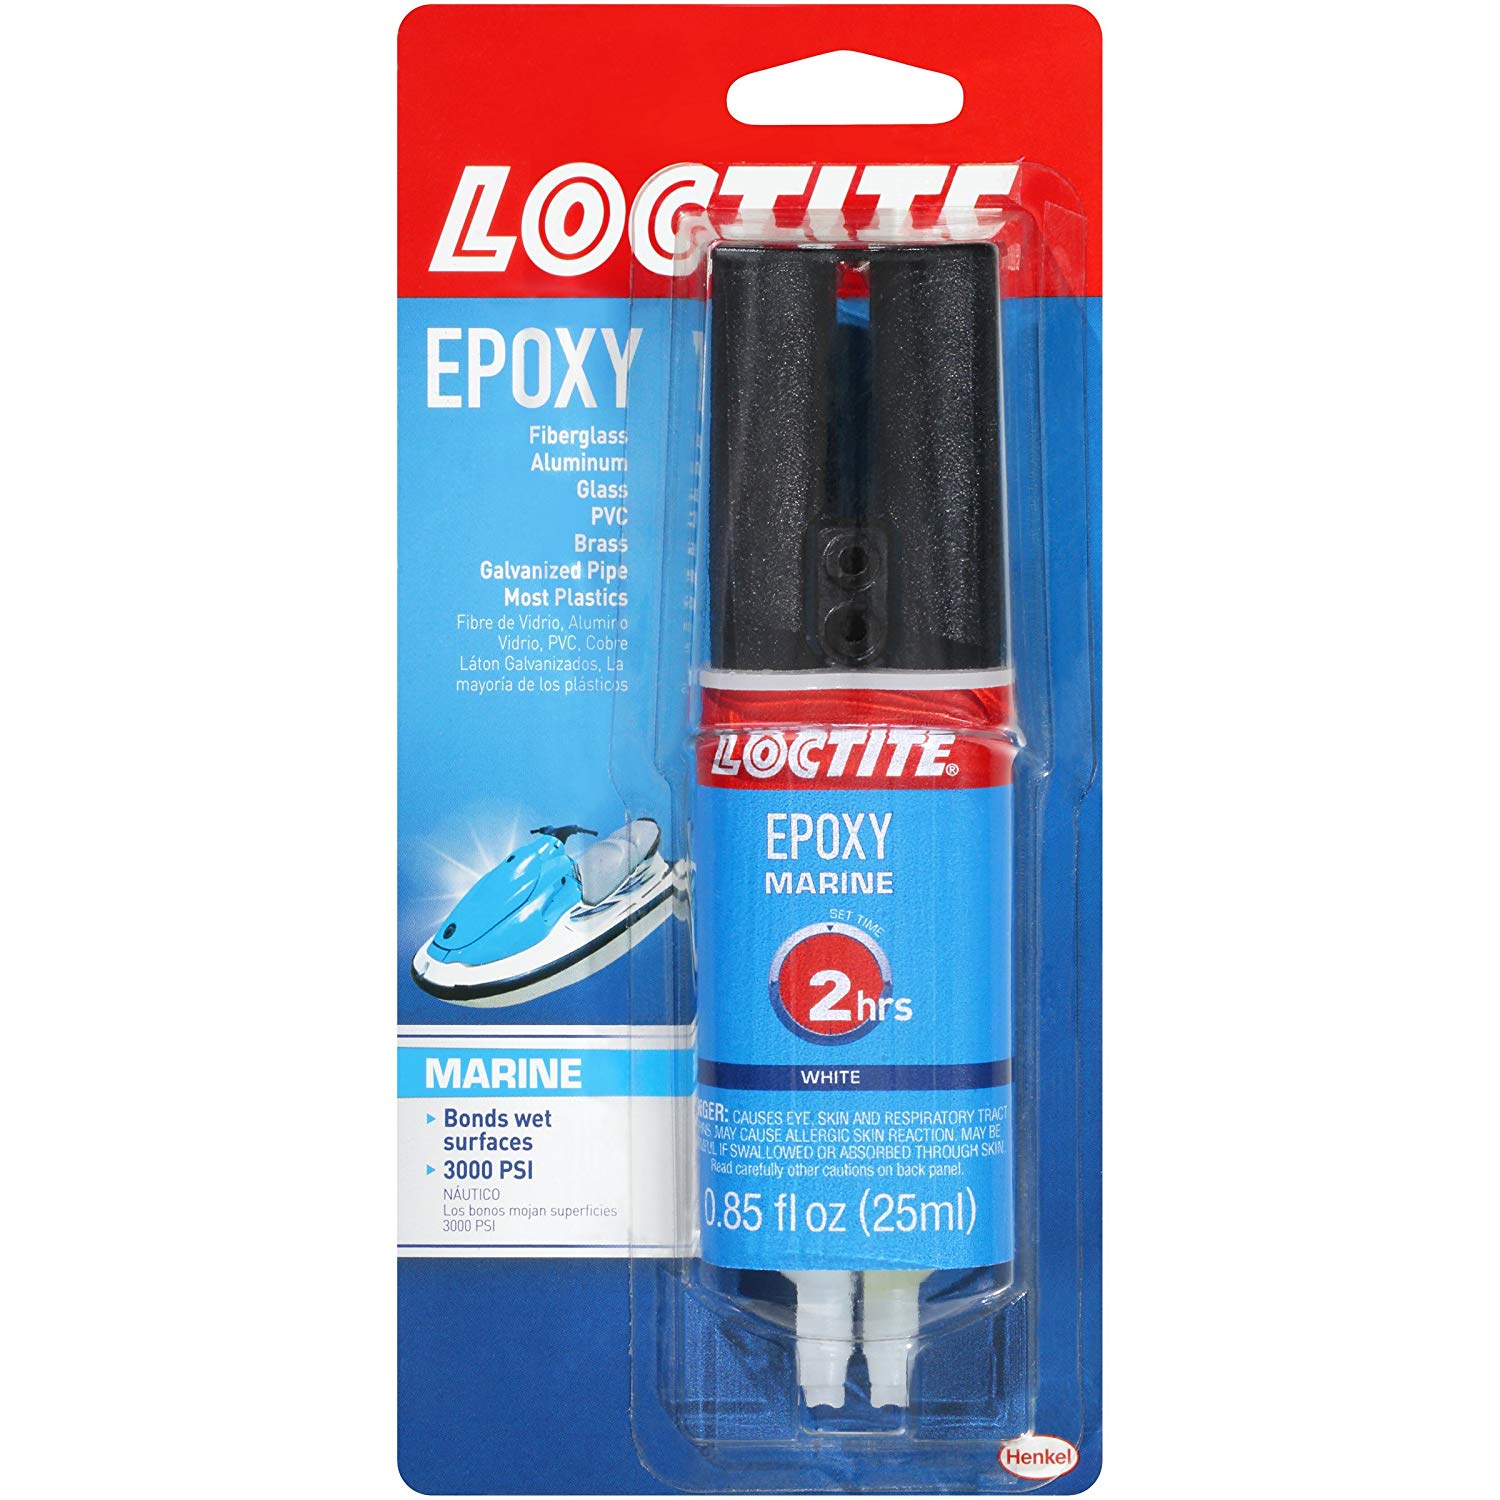 LOCTITE
EPOXY
Fiberglass
Aluminum
Glass
PVC
Brass
Galvanized Pipe
Most Plastics
Fibre de Vidrio, Alumino
Vidrio, PVC, Cobre
Láton Galvanizados, La
mayoría de los plásticos
MARINE
Bonds wet
surfaces
3000 PSI
NÁUTICO
Los bonos mojan superficies
3000 PSI
LOCTITE®
EPOXY
MARINE
SET TIME
2hrs
WHITE
CAUSES EYE, SKIN AND RESPIRATORY TRACT
MAY CAUSE ALLERGIC SKIN REACTION. MAY BE
IF SWALLOWED OR ABSORBED THROUGH SKIN.
Read carefully other cautions on back panel.
0.85 fl oz (25ml)
Henkel